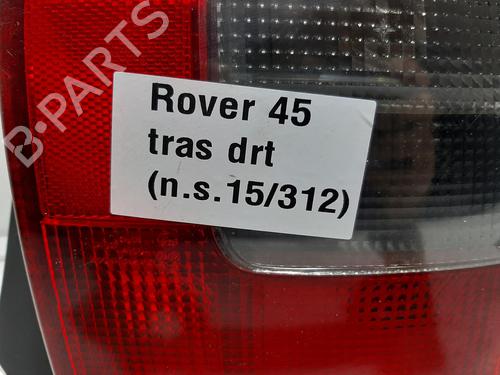 B-PARTS
Rover 45
tras drt
(n.s.15/312)